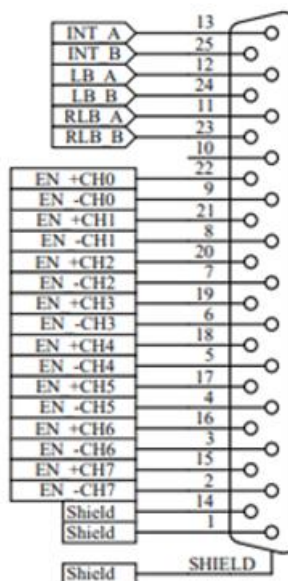 INT A 13
INT B 25
LB A 12
LB B 24
RLB A 11
RLB B 23
10
EN +CH0 22
EN -CH0 9
EN +CH1 21
EN -CH1 8
EN +CH2 20
EN -CH2 7
EN +CH3 19
EN -CH3 6
EN +CH4 18
EN -CH4 5
EN +CH5 17
EN -CH5 4
EN +CH6 16
EN -CH6 3
EN +CH7 15
EN -CH7 2
Shield 14
Shield 1
Shield SHIELD